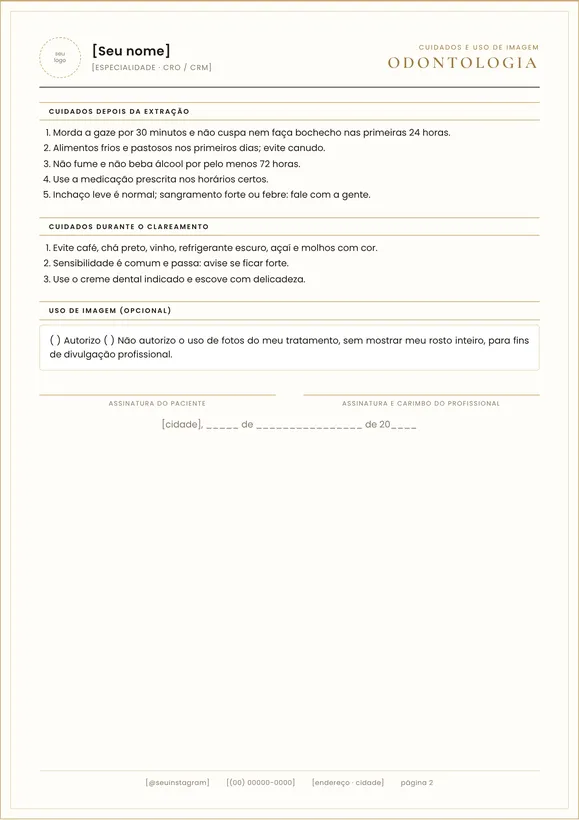 seu
logo
[Seu nome]
[ESPECIALIDADE · CRO / CRM]
CUIDADOS E USO DE IMAGEM
ODONTOLOGIA
CUIDADOS DEPOIS DA EXTRAÇÃO
1. Morda a gaze por 30 minutos e não cuspa nem faça bochecho nas primeiras 24 horas.
2. Alimentos frios e pastosos nos primeiros dias; evite canudo.
3. Não fume e não beba álcool por pelo menos 72 horas.
4. Use a medicação prescrita nos horários certos.
5. Inchaço leve é normal; sangramento forte ou febre: fale com a gente.
CUIDADOS DURANTE O CLAREAMENTO
1. Evite café, chá preto, vinho, refrigerante escuro, açaí e molhos com cor.
2. Sensibilidade é comum e passa: avise se ficar forte.
3. Use o creme dental indicado e escove com delicadeza.
USO DE IMAGEM (OPCIONAL)
( ) Autorizo ( ) Não autorizo o uso de fotos do meu tratamento, sem mostrar meu rosto inteiro, para fins
de divulgação profissional.
ASSINATURA DO PACIENTE
ASSINATURA E CARIMBO DO PROFISSIONAL
[cidade], _____ de ________________ de 20____
[@seuinstagram] [(00) 00000-0000] [endereço · cidade] página 2